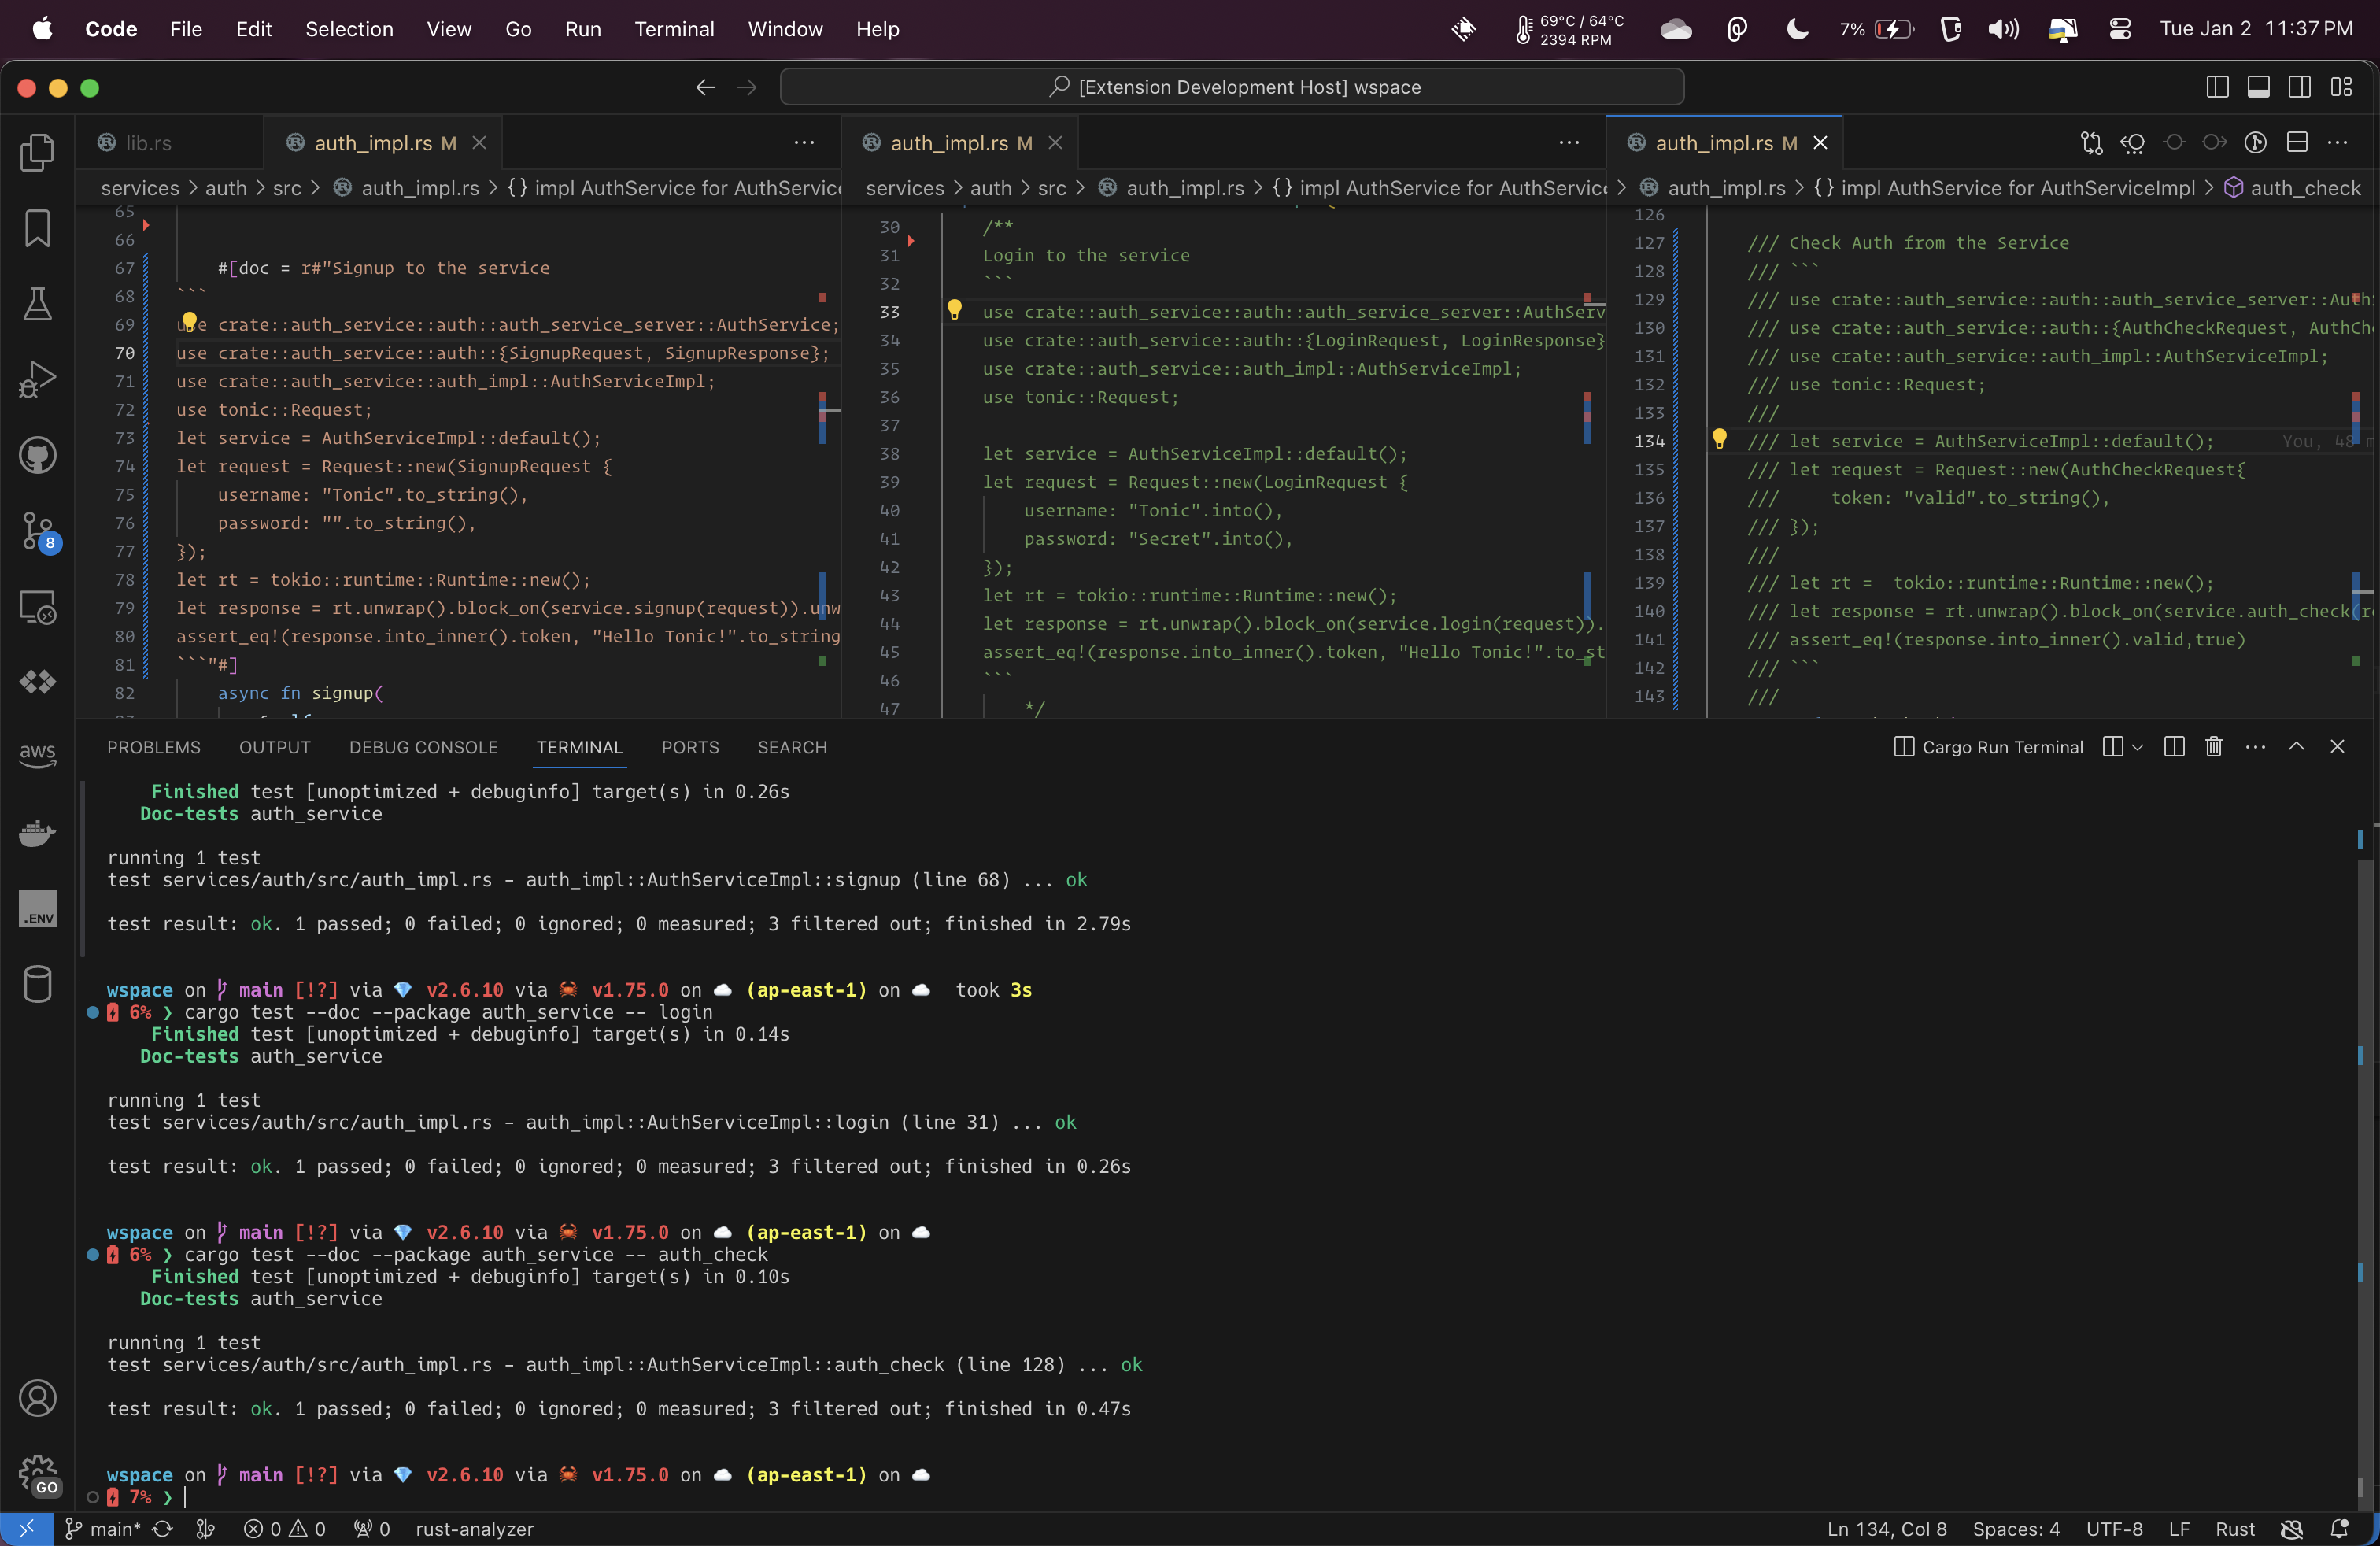 Code File Edit Selection View Go Run Terminal Window Help 69°C / 64°C 2394 RPM 7% Tue Jan 2 11:37 PM
[Extension Development Host] wspace
lib.rs auth_impl.rs M
services > auth > src > auth_impl.rs > {} impl AuthService for AuthServic
65
66
67 #[doc = r#"Signup to the service
68 ```
69 use crate::auth_service::auth::auth_service_server::AuthService;
70 use crate::auth_service::auth::{SignupRequest, SignupResponse};
71 use crate::auth_service::auth_impl::AuthServiceImpl;
72 use tonic::Request;
73 let service = AuthServiceImpl::default();
74 let request = Request::new(SignupRequest {
75 username: "Tonic".to_string(),
76 password: "".to_string(),
77 });
78 let rt = tokio::runtime::Runtime::new();
79 let response = rt.unwrap().block_on(service.signup(request)).unw
80 assert_eq!(response.into_inner().token, "Hello Tonic!".to_string
81 ```"#]
82 async fn signup(
auth_impl.rs M
services > auth > src > auth_impl.rs > {} impl AuthService for AuthServic
30 /**
31 Login to the service
32 ```
33 use crate::auth_service::auth::auth_service_server::AuthServ
34 use crate::auth_service::auth::{LoginRequest, LoginResponse}
35 use crate::auth_service::auth_impl::AuthServiceImpl;
36 use tonic::Request;
37
38 let service = AuthServiceImpl::default();
39 let request = Request::new(LoginRequest {
40 username: "Tonic".into(),
41 password: "Secret".into(),
42 });
43 let rt = tokio::runtime::Runtime::new();
44 let response = rt.unwrap().block_on(service.login(request)).
45 assert_eq!(response.into_inner().token, "Hello Tonic!".to_st
46 ```
47 */
auth_impl.rs M
> auth_impl.rs > {} impl AuthService for AuthServiceImpl > auth_check
126
127 /// Check Auth from the Service
128 /// ```
129 /// use crate::auth_service::auth::auth_service_server::Auth
130 /// use crate::auth_service::auth::{AuthCheckRequest, AuthCh
131 /// use crate::auth_service::auth_impl::AuthServiceImpl;
132 /// use tonic::Request;
133 ///
134 /// let service = AuthServiceImpl::default(); You, 48 m
135 /// let request = Request::new(AuthCheckRequest{
136 /// token: "valid".to_string(),
137 /// });
138 ///
139 /// let rt =  tokio::runtime::Runtime::new();
140 /// let response = rt.unwrap().block_on(service.auth_check(r
141 /// assert_eq!(response.into_inner().valid,true)
142 /// ```
143 ///
8
aws
.ENV
GO
PROBLEMS OUTPUT DEBUG CONSOLE TERMINAL PORTS SEARCH Cargo Run Terminal
Finished test [unoptimized + debuginfo] target(s) in 0.26s
Doc-tests auth_service
running 1 test
test services/auth/src/auth_impl.rs - auth_impl::AuthServiceImpl::signup (line 68) ... ok
test result: ok. 1 passed; 0 failed; 0 ignored; 0 measured; 3 filtered out; finished in 2.79s
wspace on main [!?] via 💎 v2.6.10 via 🦀 v1.75.0 on ☁️ (ap-east-1) on ☁️ took 3s
6% ❯ cargo test --doc --package auth_service -- login
Finished test [unoptimized + debuginfo] target(s) in 0.14s
Doc-tests auth_service
running 1 test
test services/auth/src/auth_impl.rs - auth_impl::AuthServiceImpl::login (line 31) ... ok
test result: ok. 1 passed; 0 failed; 0 ignored; 0 measured; 3 filtered out; finished in 0.26s
wspace on main [!?] via 💎 v2.6.10 via 🦀 v1.75.0 on ☁️ (ap-east-1) on ☁️
6% ❯ cargo test --doc --package auth_service -- auth_check
Finished test [unoptimized + debuginfo] target(s) in 0.10s
Doc-tests auth_service
running 1 test
test services/auth/src/auth_impl.rs - auth_impl::AuthServiceImpl::auth_check (line 128) ... ok
test result: ok. 1 passed; 0 failed; 0 ignored; 0 measured; 3 filtered out; finished in 0.47s
wspace on main [!?] via 💎 v2.6.10 via 🦀 v1.75.0 on ☁️ (ap-east-1) on ☁️
7% ❯
main* 0 0 0 rust-analyzer Ln 134, Col 8 Spaces: 4 UTF-8 LF Rust